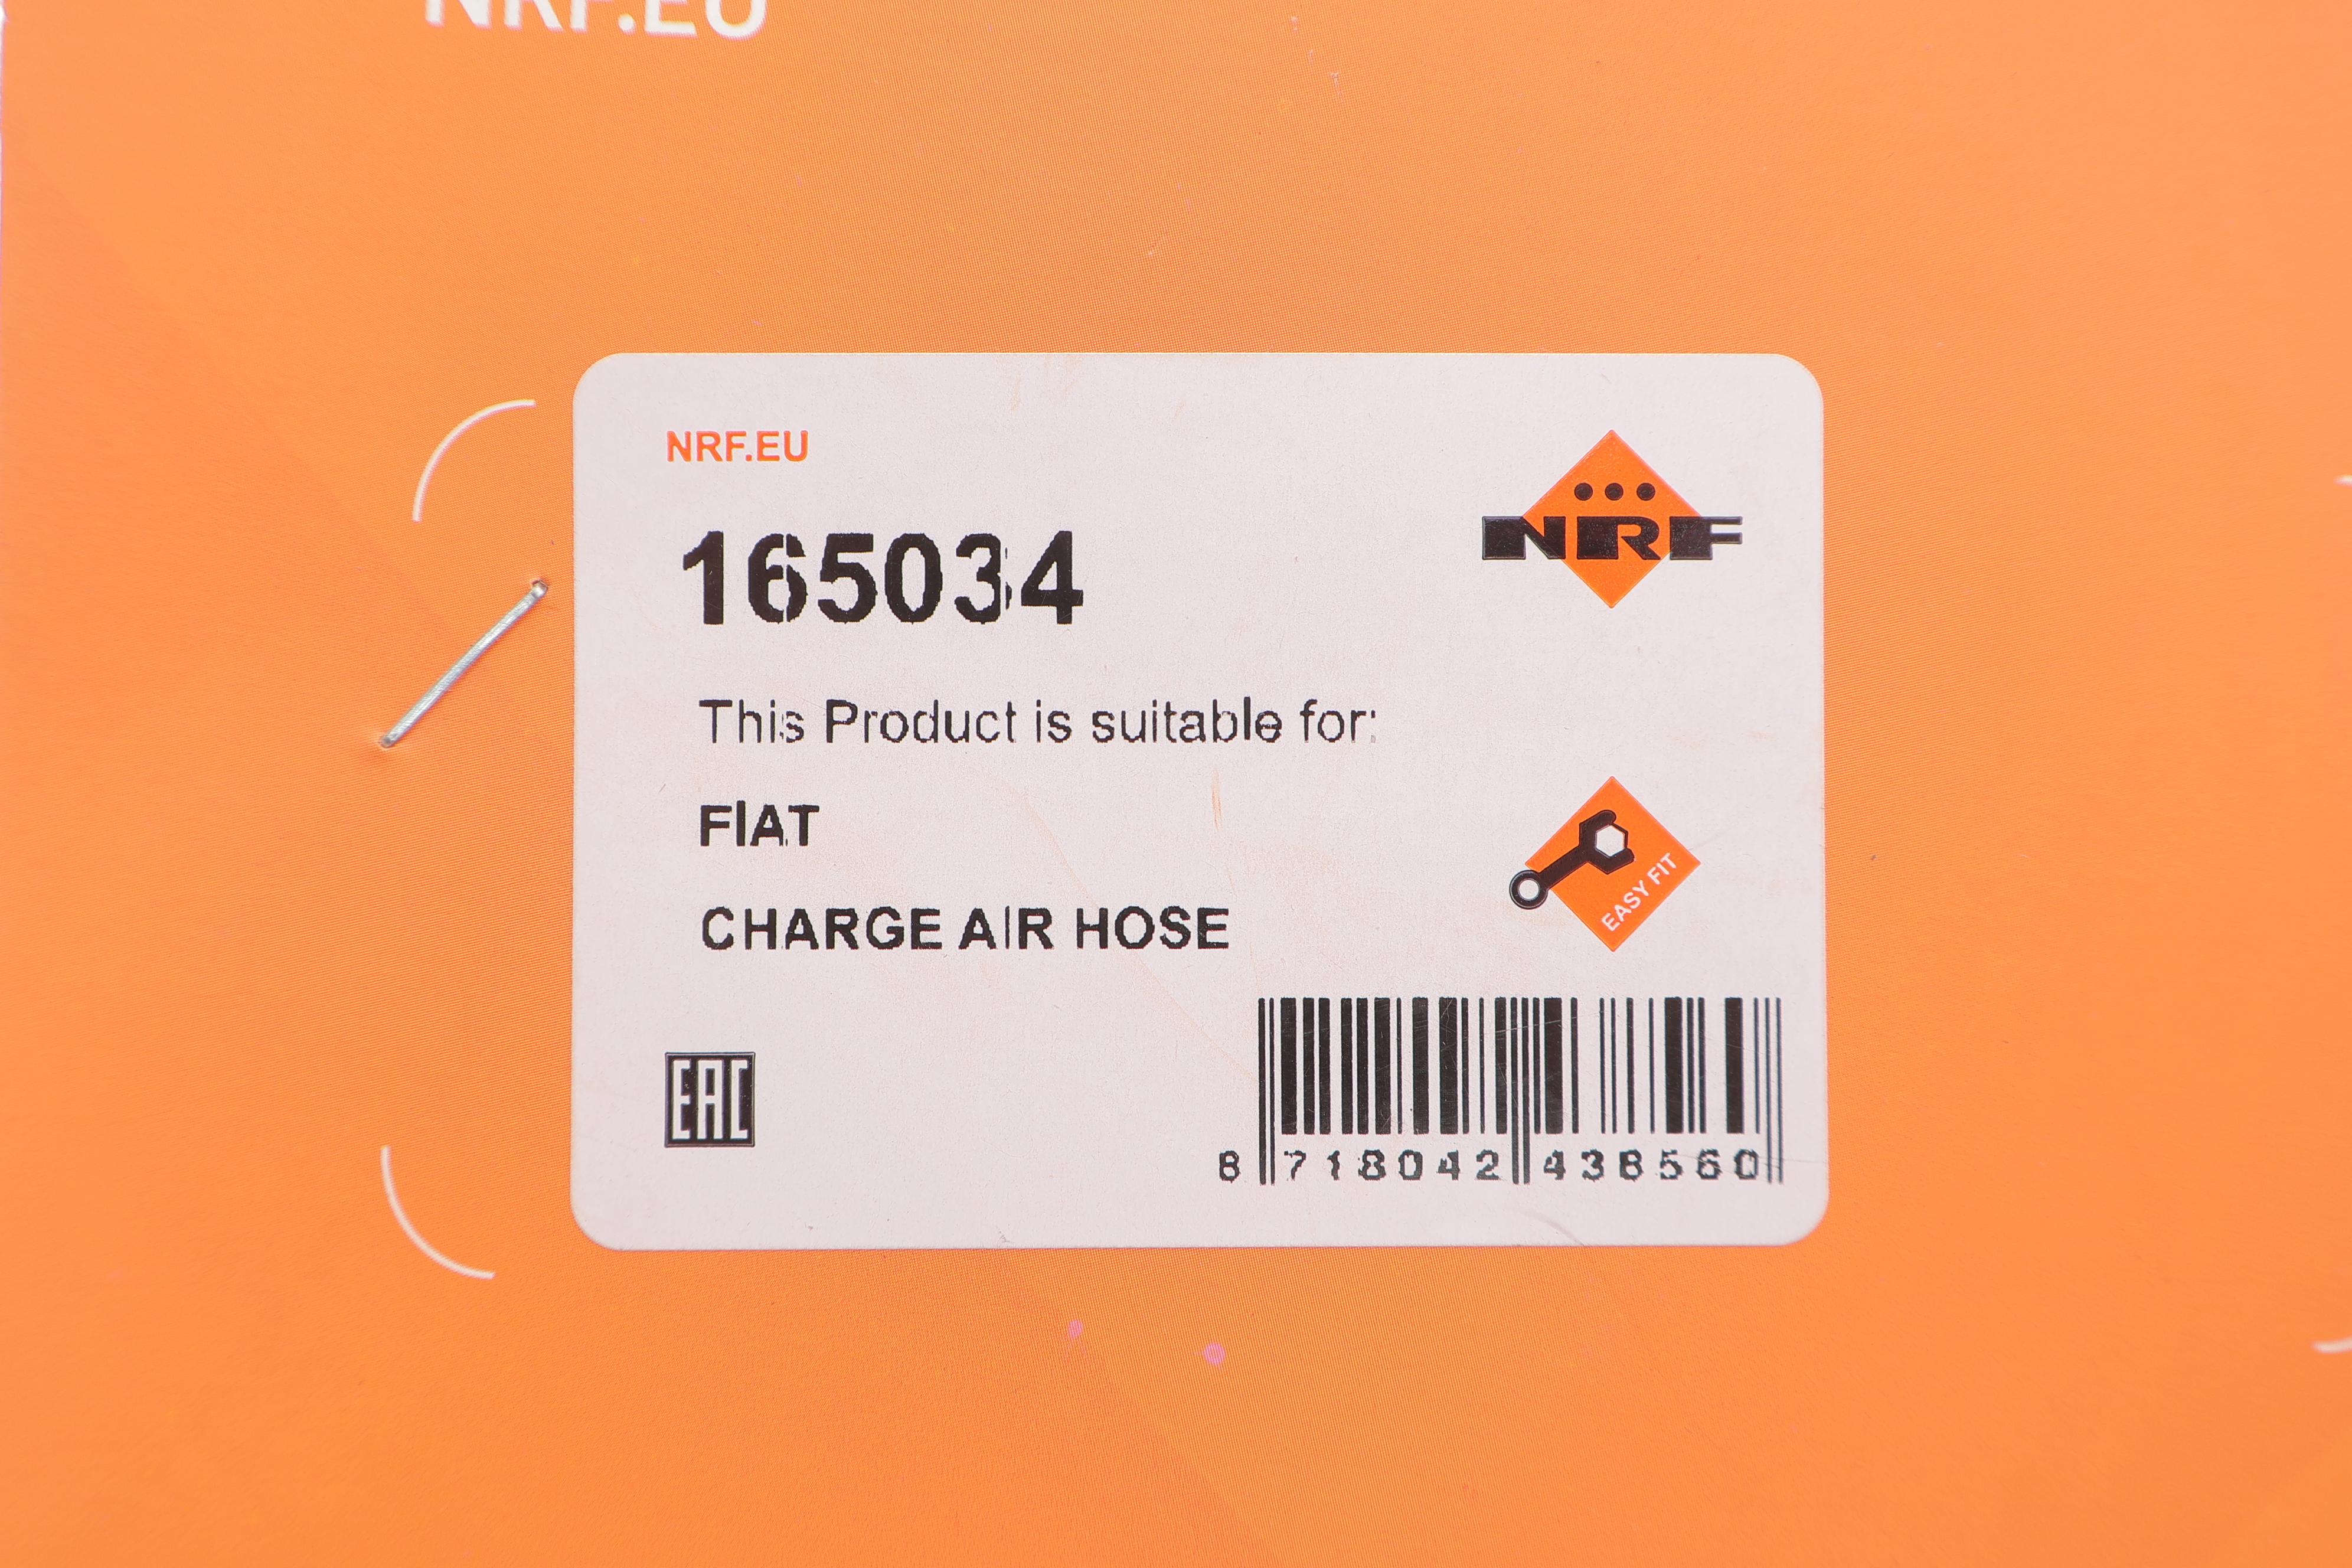 NRF.EU
NRF.EU
NRF
165034
This Product is suitable for:
FIAT
EASY FIT
CHARGE AIR HOSE
EAC
8 718042 438560